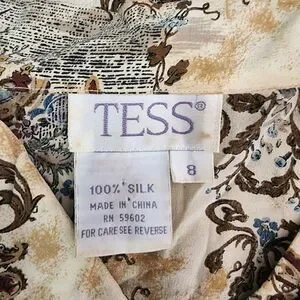 TESS®
8
100% SILK
MADE IN CHINA
RN 59602
FOR CARE SEE REVERSE